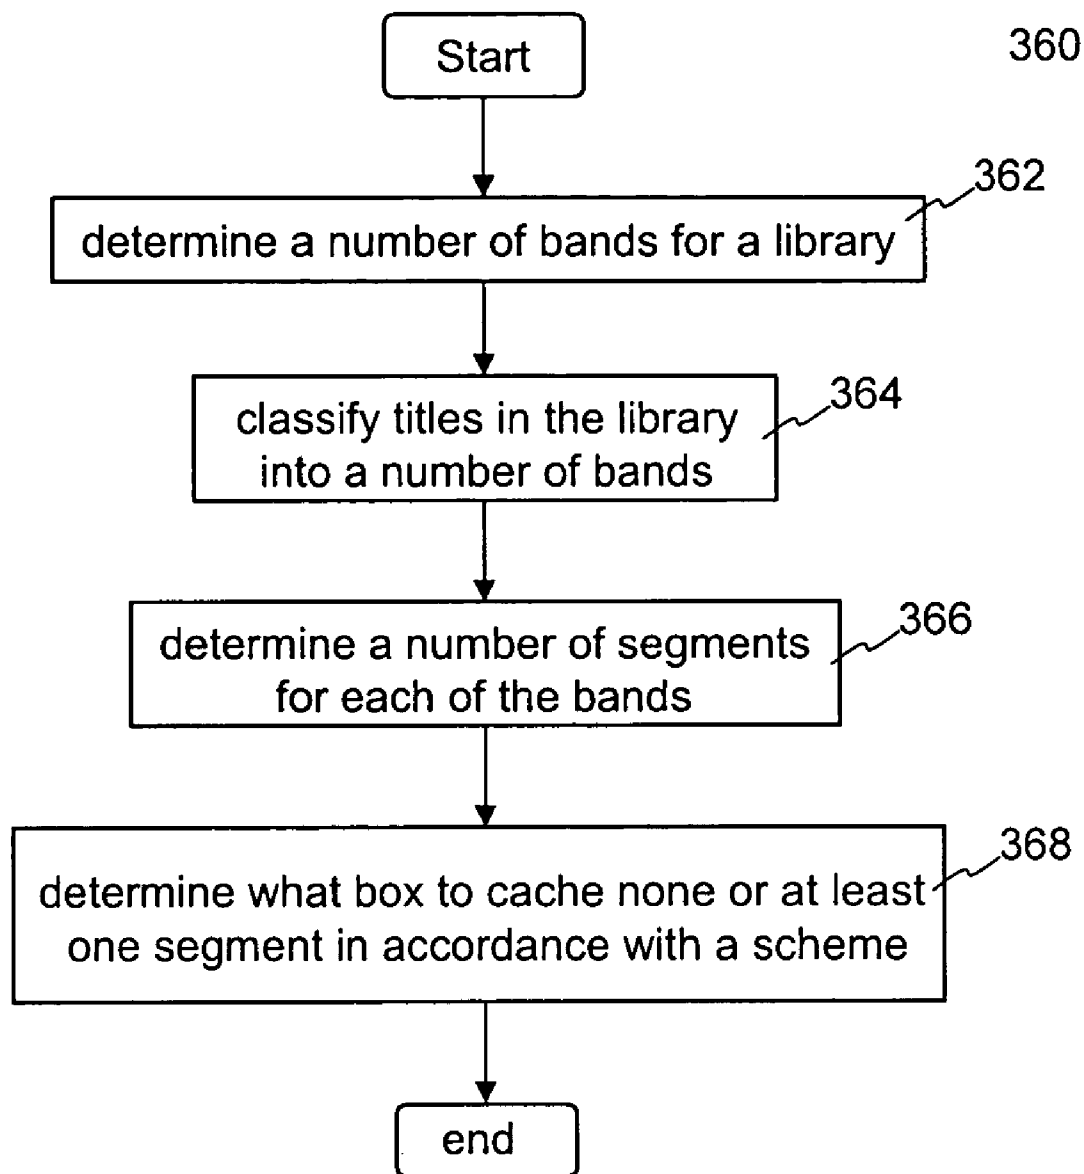 Start
360
362
determine a number of bands for a library
364
classify titles in the library
into a number of bands
366
determine a number of segments
for each of the bands
368
determine what box to cache none or at least
one segment in accordance with a scheme
end